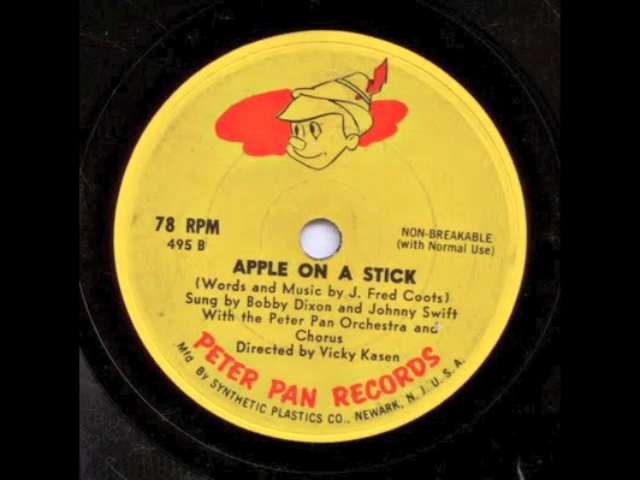 78 RPM
495 B
NON-BREAKABLE
(with Normal Use)
APPLE ON A STICK
(Words and Music by J. Fred Coots)
Sung by Bobby Dixon and Johnny Swift
With the Peter Pan Orchestra and
Chorus
Directed by Vicky Kasen
PETER PAN RECORDS
Mfd. BY SYNTHETIC PLASTICS CO., NEWARK, N. J. U. S. A.